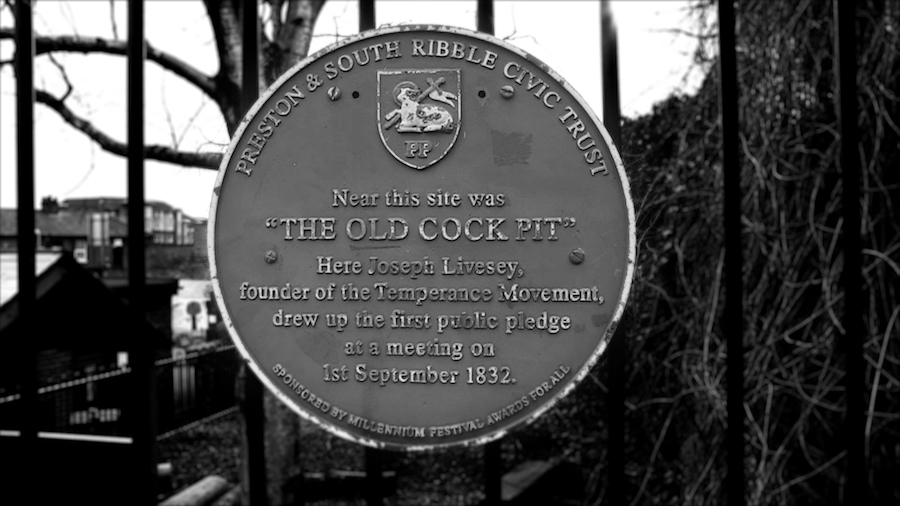 PRESTON & SOUTH RIBBLE CIVIC TRUST
PP
Near this site was
“THE OLD COCK PIT”
Here Joseph Livesey,
founder of the Temperance Movement,
drew up the first public pledge
at a meeting on
1st September 1832.
SPONSORED BY MILLENNIUM FESTIVAL AWARDS FOR ALL